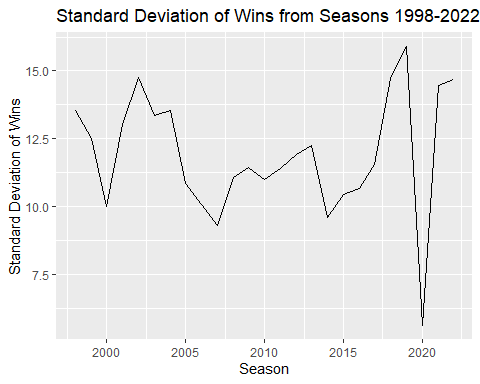 Standard Deviation of Wins from Seasons 1998-2022
Standard Deviation of Wins
15.0
12.5
10.0
7.5
2000 2005 2010 2015 2020
Season